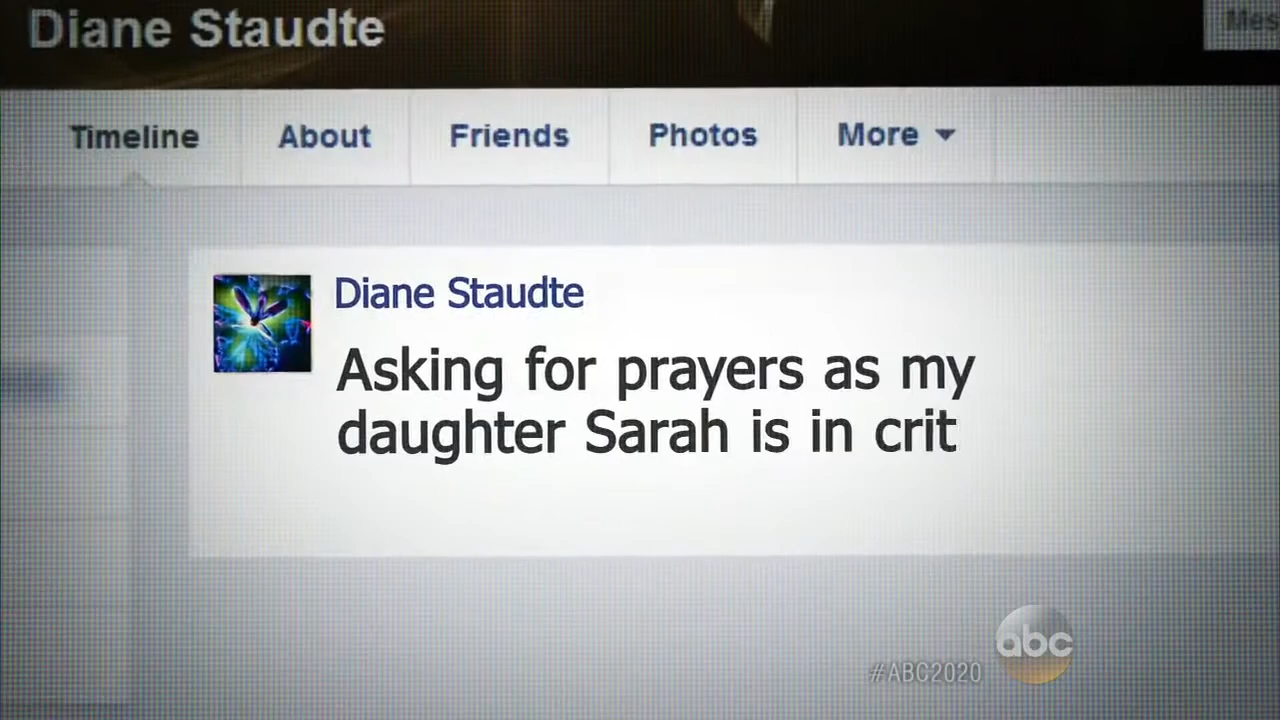 Diane Staudte
Mes
Timeline
About
Friends
Photos
More
Diane Staudte
Asking for prayers as my
daughter Sarah is in crit
abc
#ABC2020